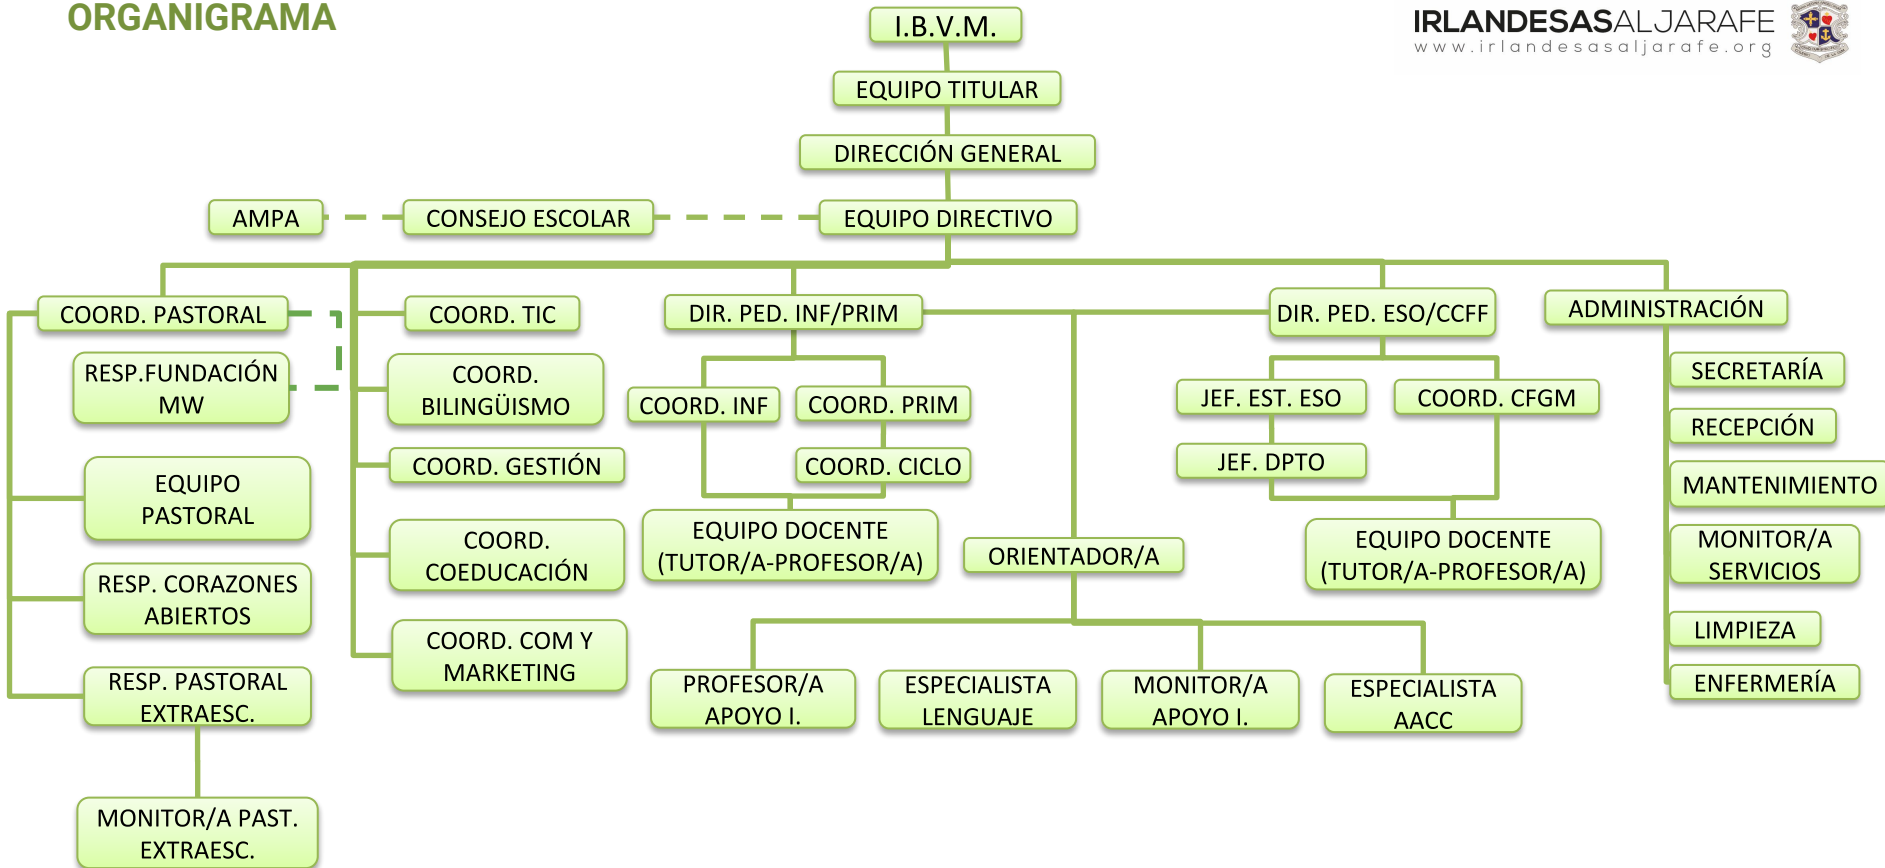 ORGANIGRAMA
I.B.V.M.
IRLANDESASALJARAFE
www.irlandesasaljarafe.org
EQUIPO TITULAR
DIRECCIÓN GENERAL
AMPA
CONSEJO ESCOLAR
EQUIPO DIRECTIVO
COORD. PASTORAL
RESP.FUNDACIÓN
MW
EQUIPO
PASTORAL
RESP. CORAZONES
ABIERTOS
RESP. PASTORAL
EXTRAESC.
MONITOR/A PAST.
EXTRAESC.
COORD. TIC
COORD.
BILINGÜISMO
COORD. GESTIÓN
COORD.
COEDUCACIÓN
COORD. COM Y
MARKETING
DIR. PED. INF/PRIM
COORD. INF
COORD. PRIM
COORD. CICLO
EQUIPO DOCENTE
(TUTOR/A-PROFESOR/A)
ORIENTADOR/A
PROFESOR/A
APOYO I.
ESPECIALISTA
LENGUAJE
MONITOR/A
APOYO I.
ESPECIALISTA
AACC
DIR. PED. ESO/CCFF
JEF. EST. ESO
COORD. CFGM
JEF. DPTO
EQUIPO DOCENTE
(TUTOR/A-PROFESOR/A)
ADMINISTRACIÓN
SECRETARÍA
RECEPCIÓN
MANTENIMIENTO
MONITOR/A
SERVICIOS
LIMPIEZA
ENFERMERÍA